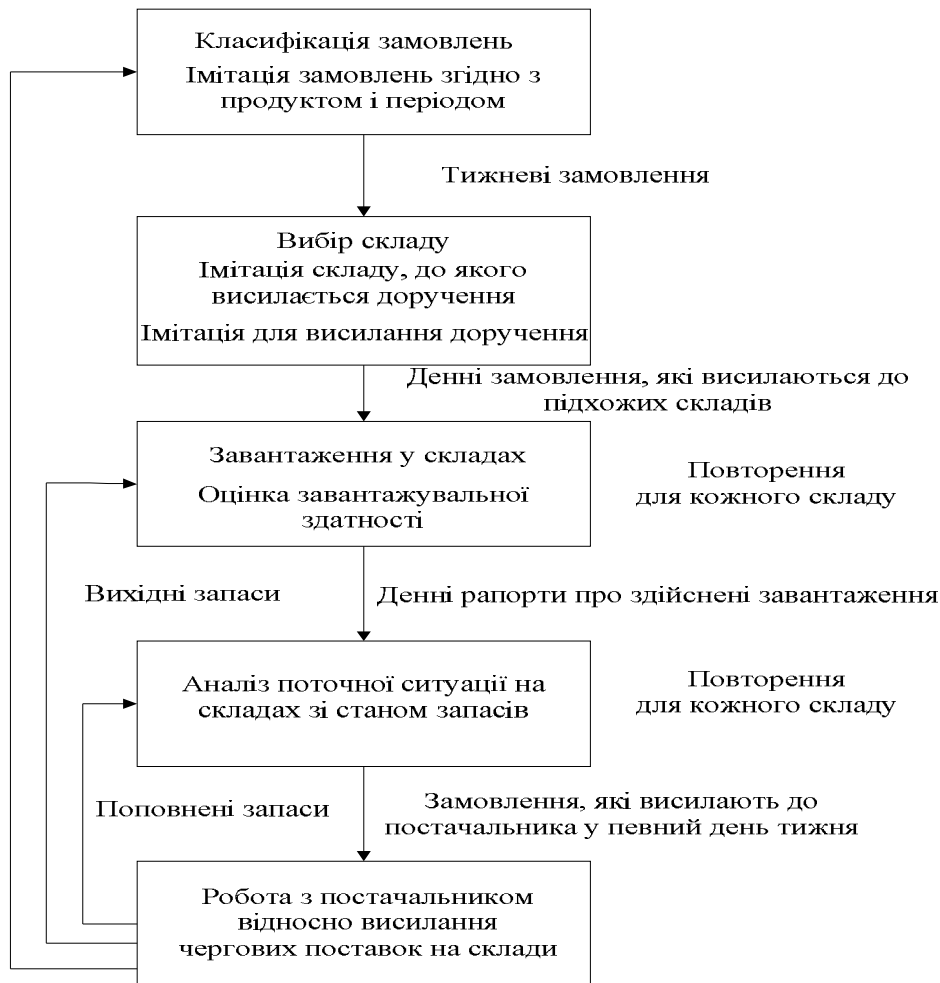 Класифікація замовлень
Імітація замовлень згідно з
продуктом і періодом
Тижневі замовлення
Вибір складу
Імітація складу, до якого
висилається доручення
Імітація для висилання доручення
Денні замовлення, які висилаються до
підхожих складів
Завантаження у складах
Оцінка завантажувальної
здатності
Повторення
для кожного складу
Вихідні запаси
Денні рапорти про здійснені завантаження
Аналіз поточної ситуації на
складах зі станом запасів
Повторення
для кожного складу
Поповнені запаси
Замовлення, які висилають до
постачальника у певний день тижня
Робота з постачальником
відносно висилання
чергових поставок на склади